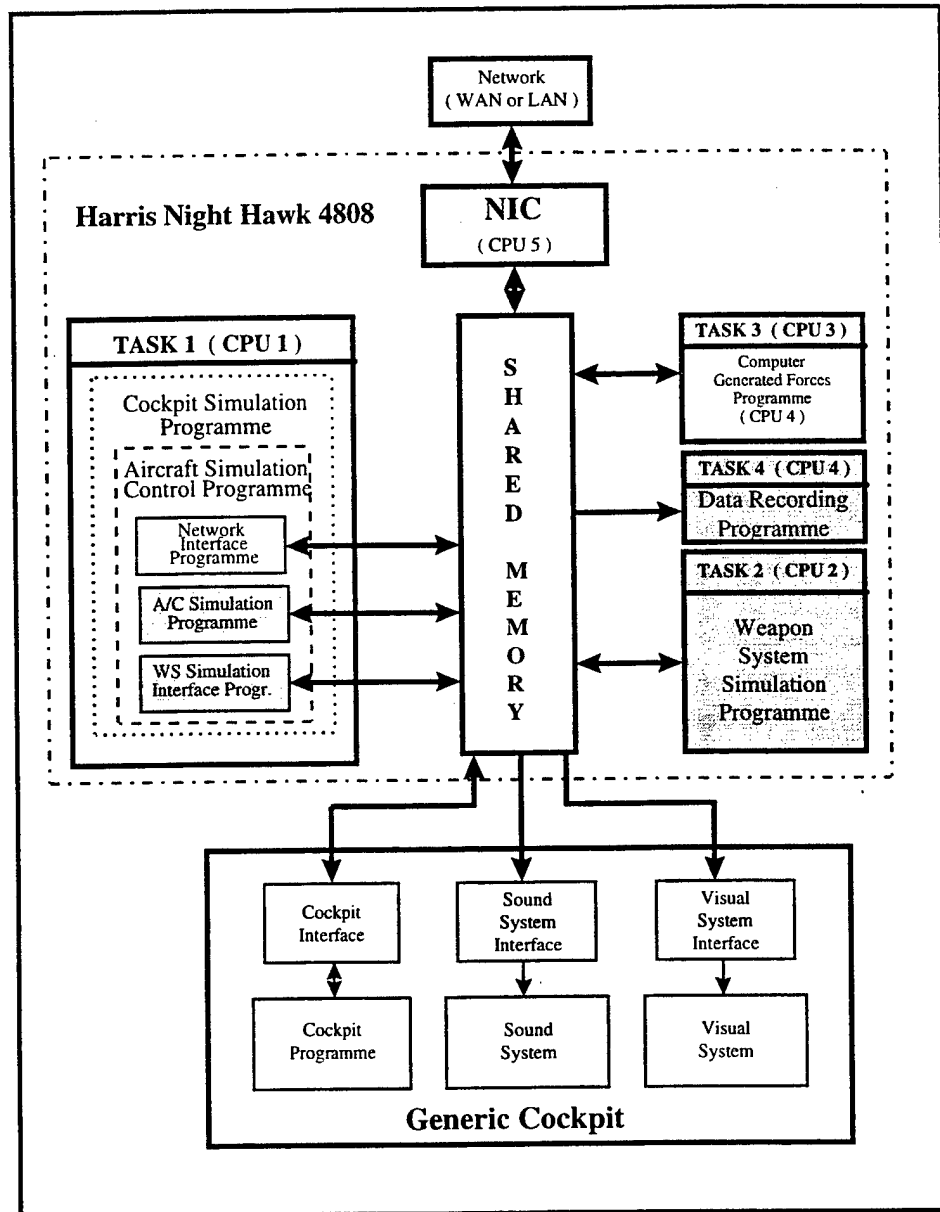 Network
( WAN or LAN )
Harris Night Hawk 4808
NIC
( CPU 5 )
TASK 1 ( CPU 1 )
Cockpit Simulation
Programme
Aircraft Simulation
Control Programme
Network
Interface
Programme
A/C Simulation
Programme
WS Simulation
Interface Progr.
SHARED
MEMORY
TASK 3 ( CPU 3 )
Computer
Generated Forces
Programme
( CPU 4 )
TASK 4 ( CPU 4 )
Data Recording
Programme
TASK 2 ( CPU 2 )
Weapon
System
Simulation
Programme
Cockpit
Interface
Sound
System
Interface
Visual
System
Interface
Cockpit
Programme
Sound
System
Visual
System
Generic Cockpit